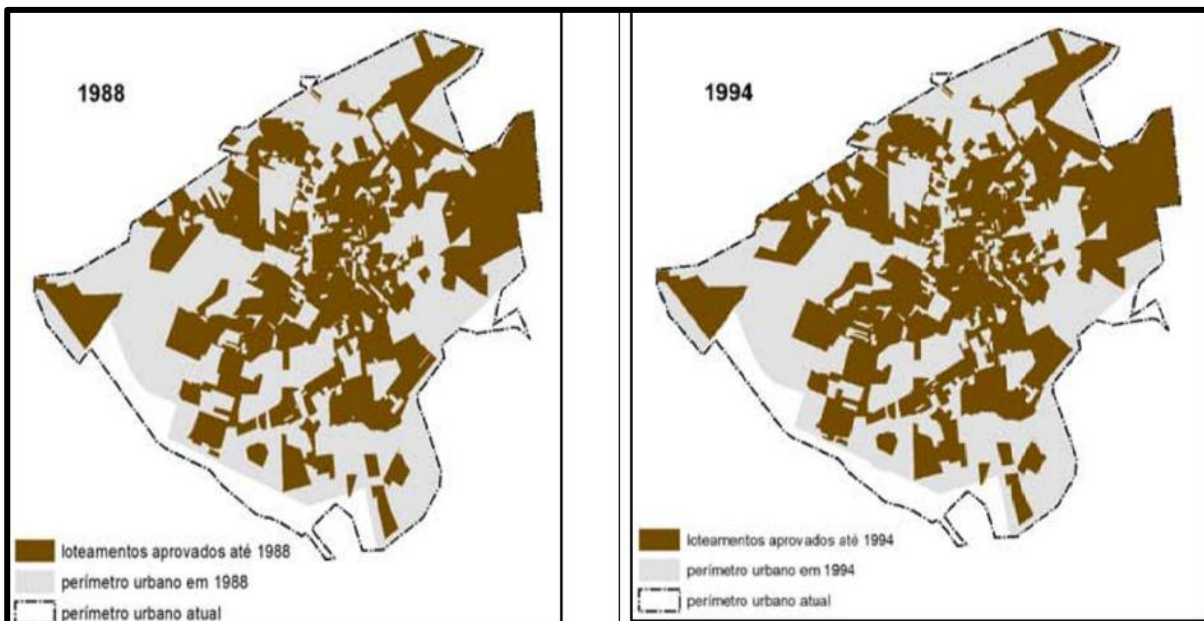 1988
loteamentos aprovados até 1988
perímetro urbano em 1988
perímetro urbano atual
1994
loteamentos aprovados até 1994
perímetro urbano em 1994
perímetro urbano atual